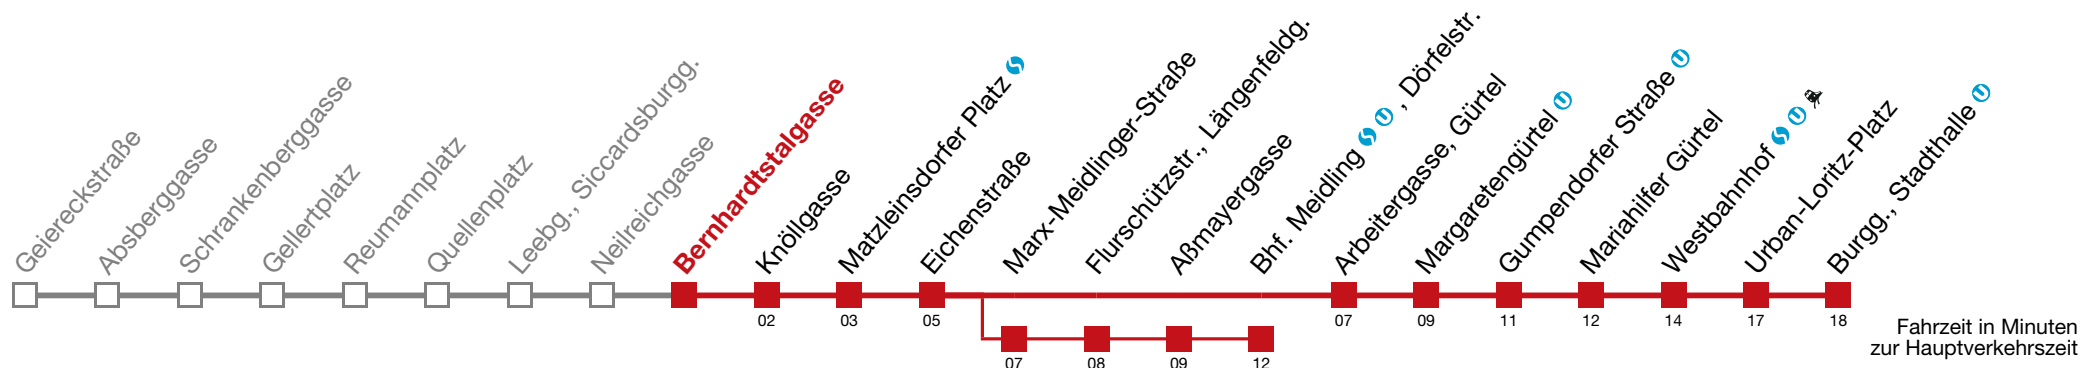 Geiereckstraße
Absberggasse
Schrankenberggasse
Gellertplatz
Reumannplatz
Quellenplatz
Leebg., Siccardsburgg.
Neilreichgasse
Bernhardtstalgasse
Knöllgasse
Matzleinsdorfer Platz S
Eichenstraße
Marx-Meidlinger-Straße
Flurschützstr., Längenfeldg.
Aßmayergasse
Bhf. Meidling S U , Dörfelstr.
Arbeitergasse, Gürtel
Margaretengürtel U
Gumpendorfer Straße U
Mariahilfer Gürtel
Westbahnhof S U
Urban-Loritz-Platz
Burgg., Stadthalle U
02 03 05 07 09 11 12 14 17 18
07 08 09 12
Fahrzeit in Minuten
zur Hauptverkehrszeit